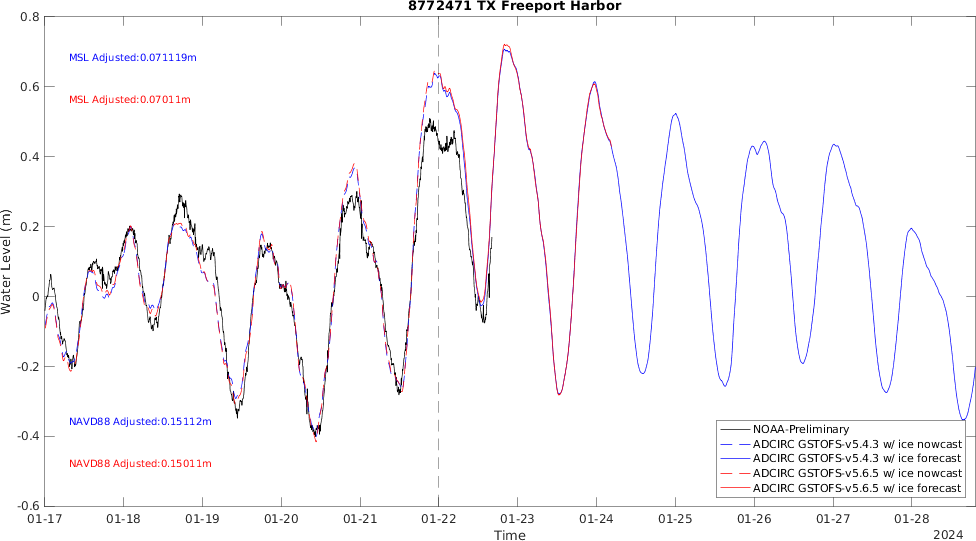 8772471 TX Freeport Harbor
0.8
0.6
0.4
0.2
0
-0.2
-0.4
-0.6
Water Level (m)
MSL Adjusted:0.071119m
MSL Adjusted:0.07011m
NAVD88 Adjusted:0.15112m
NAVD88 Adjusted:0.15011m
NOAA-Preliminary
ADCIRC GSTOFS-v5.4.3 w/ ice nowcast
ADCIRC GSTOFS-v5.4.3 w/ ice forecast
ADCIRC GSTOFS-v5.6.5 w/ ice nowcast
ADCIRC GSTOFS-v5.6.5 w/ ice forecast
01-17 01-18 01-19 01-20 01-21 01-22 01-23 01-24 01-25 01-26 01-27 01-28
Time
2024